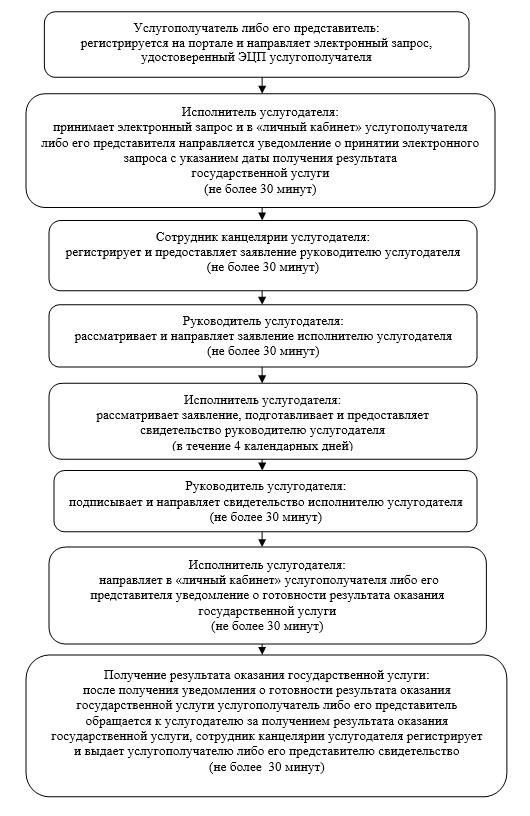 Услугополучатель либо его представитель:
регистрируется на портале и направляет электронный запрос,
удостоверенный ЭЦП услугополучателя
Исполнитель услугодателя:
принимает электронный запрос и в «личный кабинет» услугополучателя
либо его представителя направляется уведомление о принятии электронного
запроса с указанием даты получения результата
государственной услуги
(не более 30 минут)
Сотрудник канцелярии услугодателя:
регистрирует и предоставляет заявление руководителю услугодателя
(не более 30 минут)
Руководитель услугодателя:
рассматривает и направляет заявление исполнителю услугодателя
(не более 30 минут)
Исполнитель услугодателя:
рассматривает заявление, подготавливает и предоставляет
свидетельство руководителю услугодателя
(в течение 4 календарных дней)
Руководитель услугодателя:
подписывает и направляет свидетельство исполнителю услугодателя
(не более 30 минут)
Исполнитель услугодателя:
направляет в «личный кабинет» услугополучателя либо его
представителя уведомление о готовности результата оказания
государственной услуги
(не более 30 минут)
Получение результата оказания государственной услуги:
после получения уведомления о готовности результата оказания
государственной услуги услугополучатель либо его представитель
обращается к услугодателю за получением результата оказания
государственной услуги, сотрудник канцелярии услугодателя регистрирует
и выдает услугополучателю либо его представителю свидетельство
(не более 30 минут)